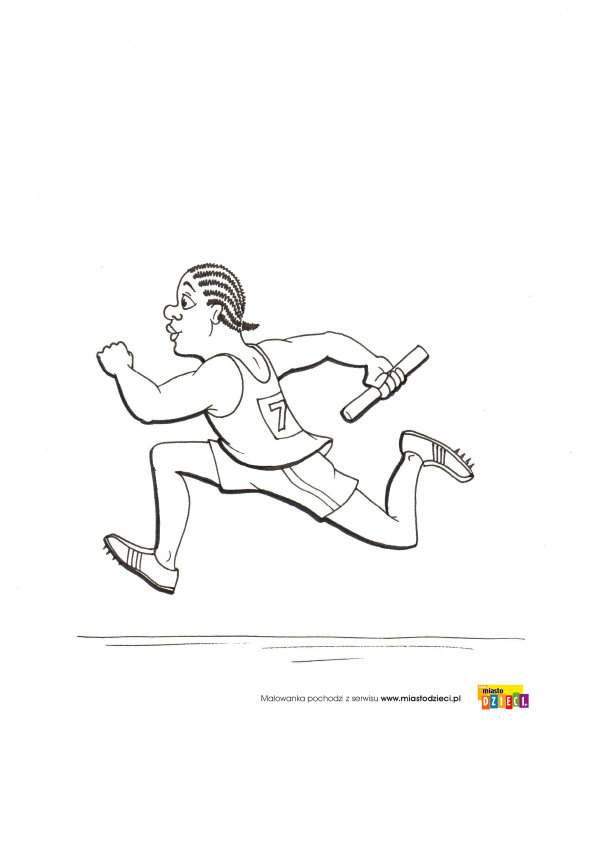 7
Malowanka pochodzi z serwisu www.miastodzieci.pl
miasto
DZIECI.